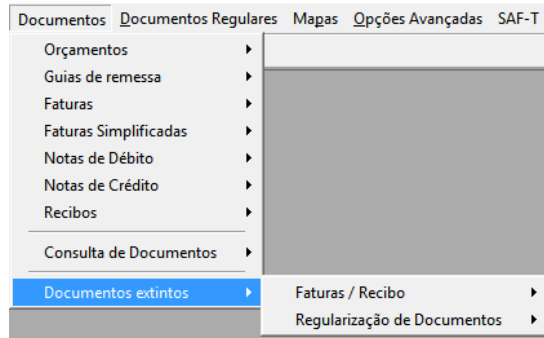 Documentos Documentos Regulares Mapas Opções Avançadas SAF-T
Orçamentos
Guias de remessa
Faturas
Faturas Simplificadas
Notas de Débito
Notas de Crédito
Recibos
Consulta de Documentos
Documentos extintos
Faturas / Recibo
Regularização de Documentos